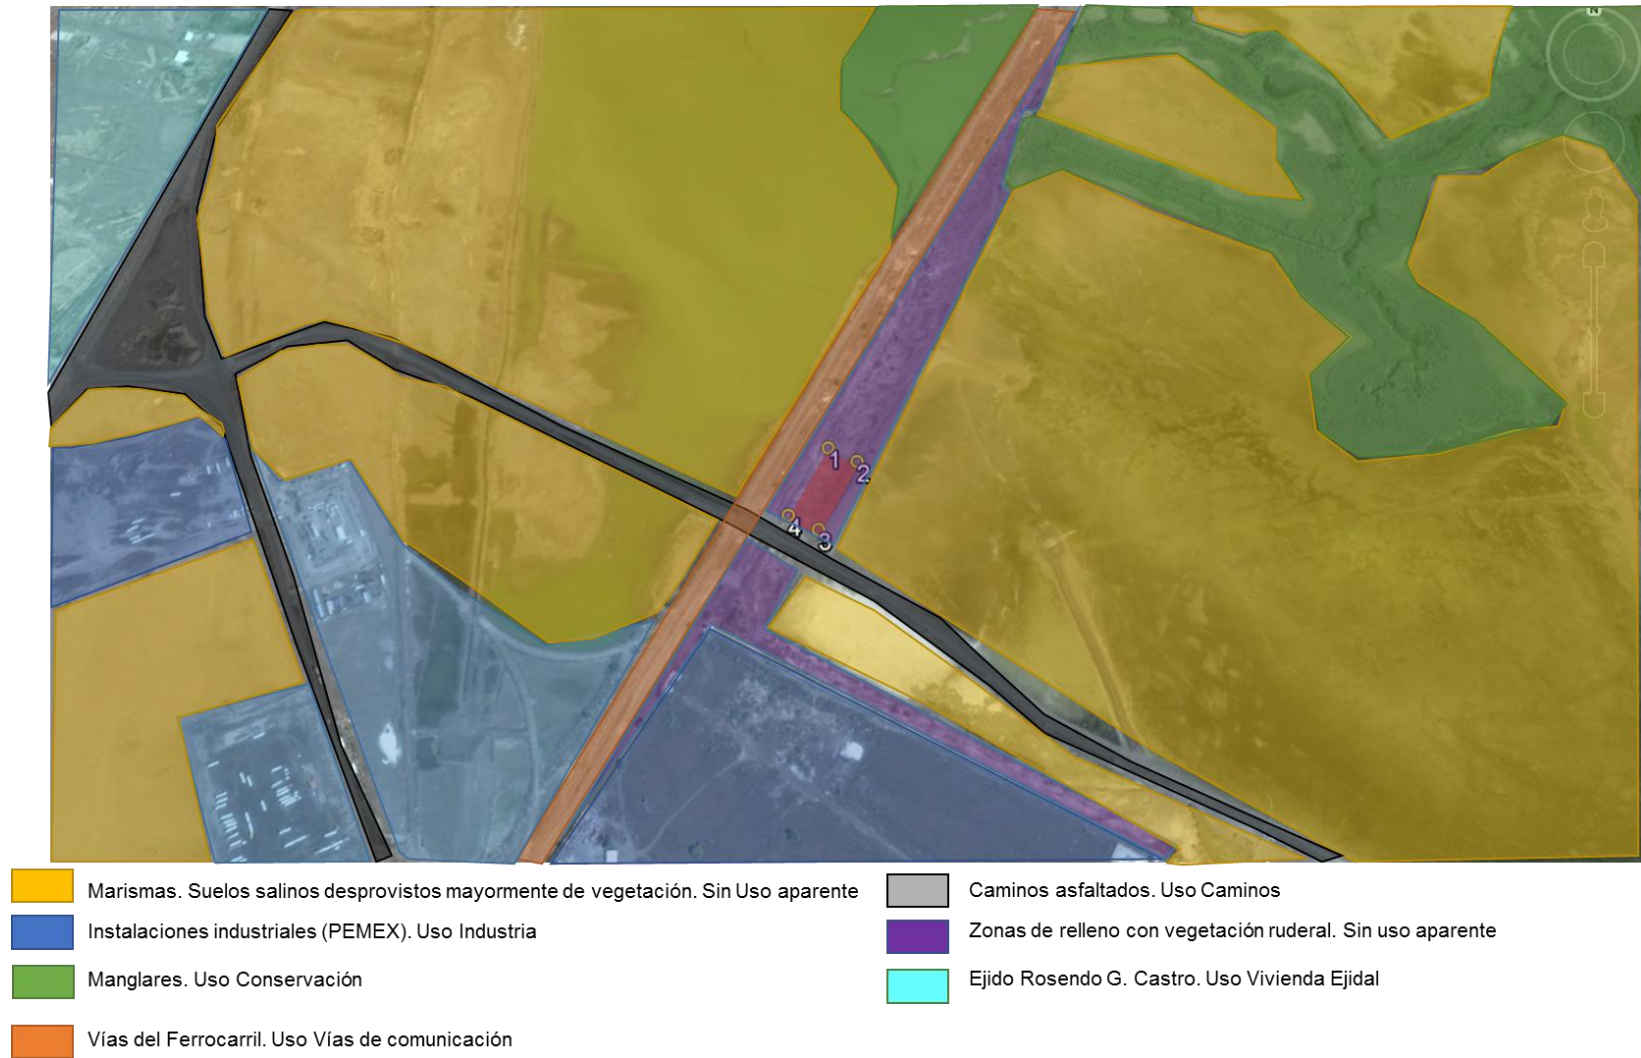 1
2
4
3
Marismas. Suelos salinos desprovistos mayormente de vegetación. Sin Uso aparente
Caminos asfaltados. Uso Caminos
Instalaciones industriales (PEMEX). Uso Industria
Zonas de relleno con vegetación ruderal. Sin uso aparente
Manglares. Uso Conservación
Ejido Rosendo G. Castro. Uso Vivienda Ejidal
Vías del Ferrocarril. Uso Vías de comunicación